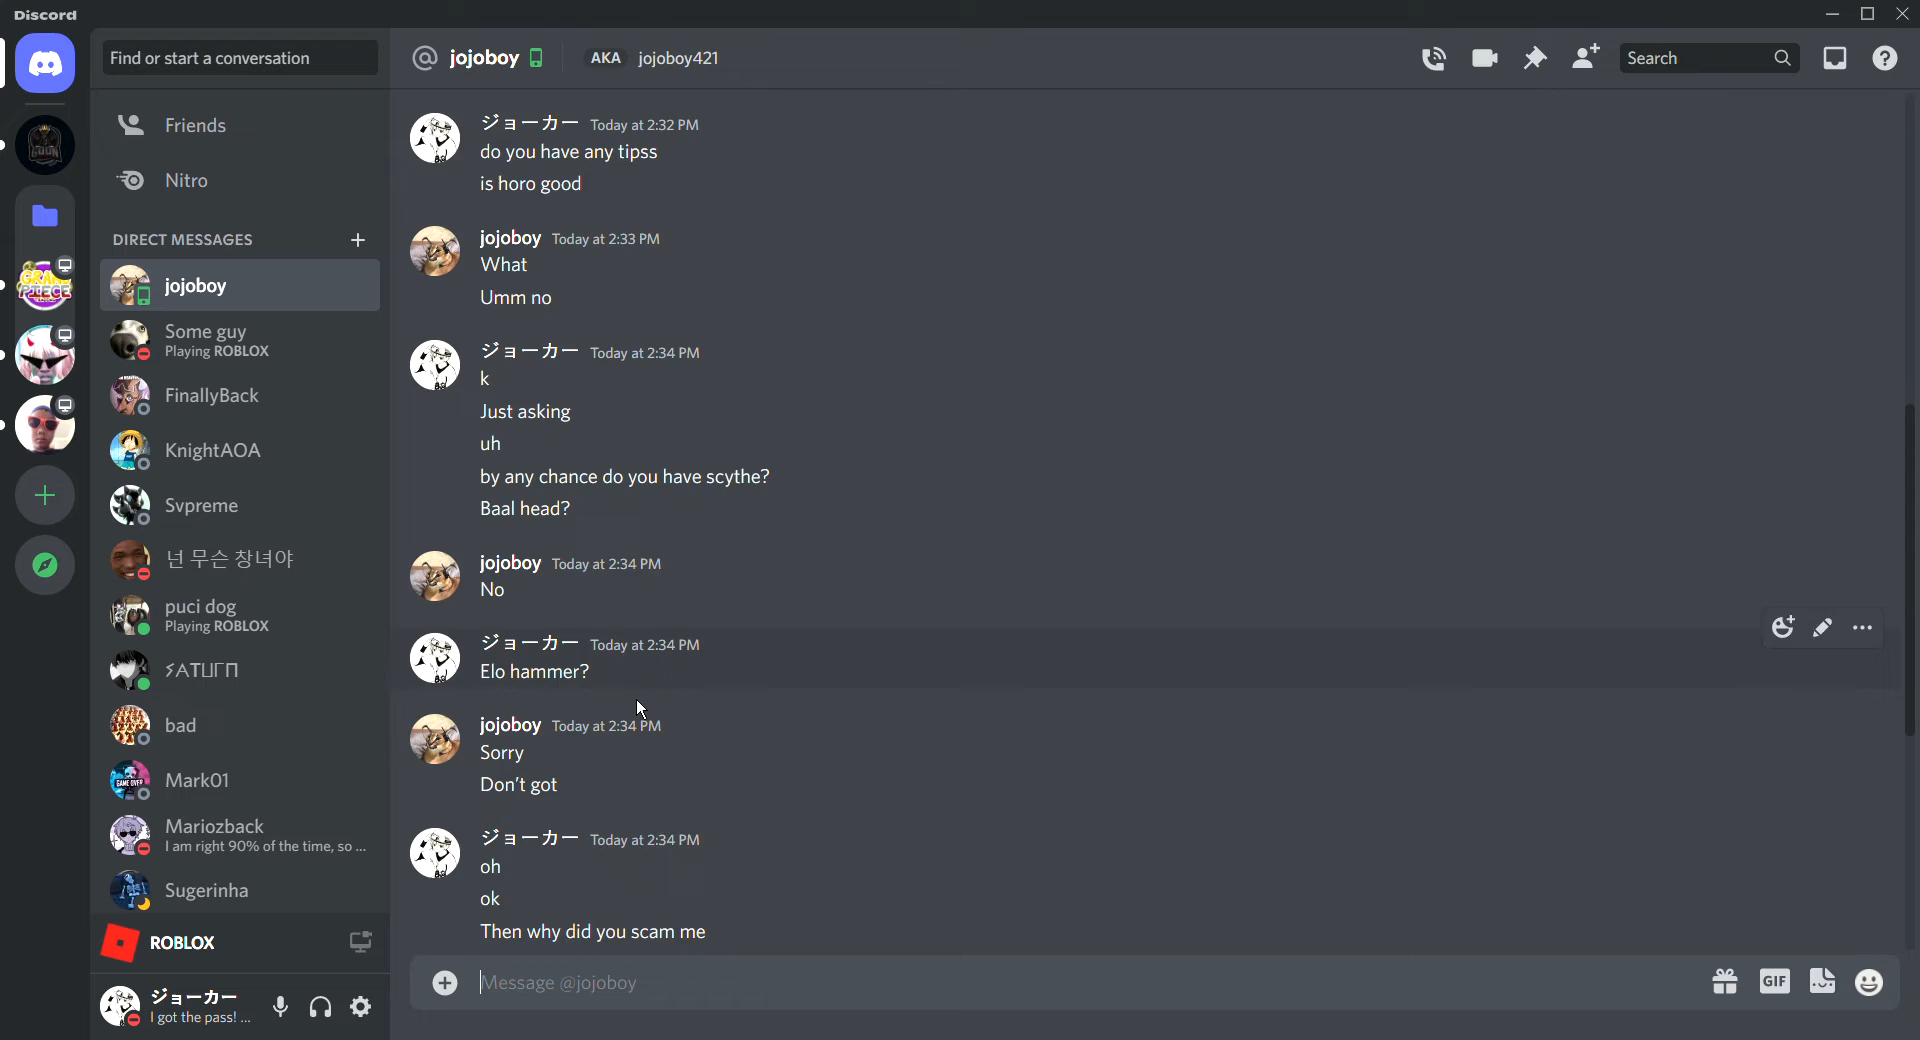 Discord
Find or start a conversation
Friends
Nitro
DIRECT MESSAGES
jojoboy
Some guy
Playing ROBLOX
FinallyBack
KnightAOA
Svpreme
넌 무슨 창녀야
puci dog
Playing ROBLOX
bad
Mark01
Mariozback
I am right 90% of the time, so ...
Sugerinha
ROBLOX
ジョーカー
I got the pass! ...
jojoboy
AKA jojoboy421
Search
ジョーカー Today at 2:32 PM
do you have any tipss
is horo good
jojoboy Today at 2:33 PM
What
Umm no
ジョーカー Today at 2:34 PM
k
Just asking
uh
by any chance do you have scythe?
Baal head?
jojoboy Today at 2:34 PM
No
ジョーカー Today at 2:34 PM
Elo hammer?
jojoboy Today at 2:34 PM
Sorry
Don't got
ジョーカー Today at 2:34 PM
oh
ok
Then why did you scam me
Message @jojoboy
GIF